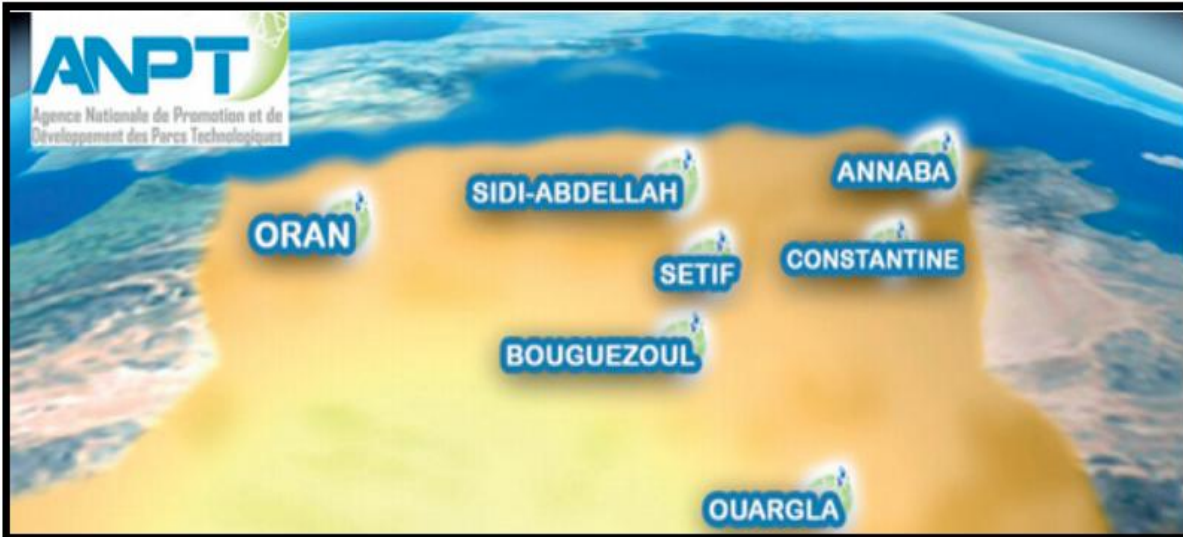 ANPT
Agence Nationale de Promotion et de
Développement des Parcs Technologiques
ANNABA
SIDI-ABDELLAH
ORAN
CONSTANTINE
SETIF
BOUGUEZOUL
OUARGLA